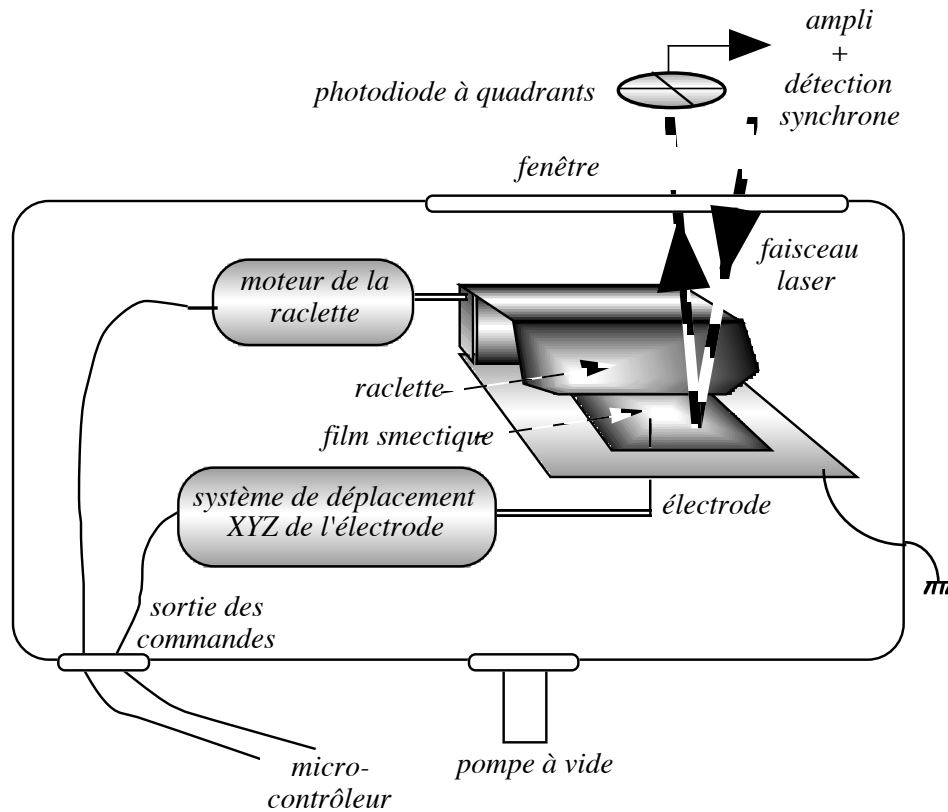 ampli
+
détection
synchrone
photodiode à quadrants
fenêtre
faisceau
laser
moteur de la
raclette
raclette
film smectique
système de déplacement
XYZ de l'électrode
électrode
sortie des
commandes
pompe à vide
micro-
contrôleur